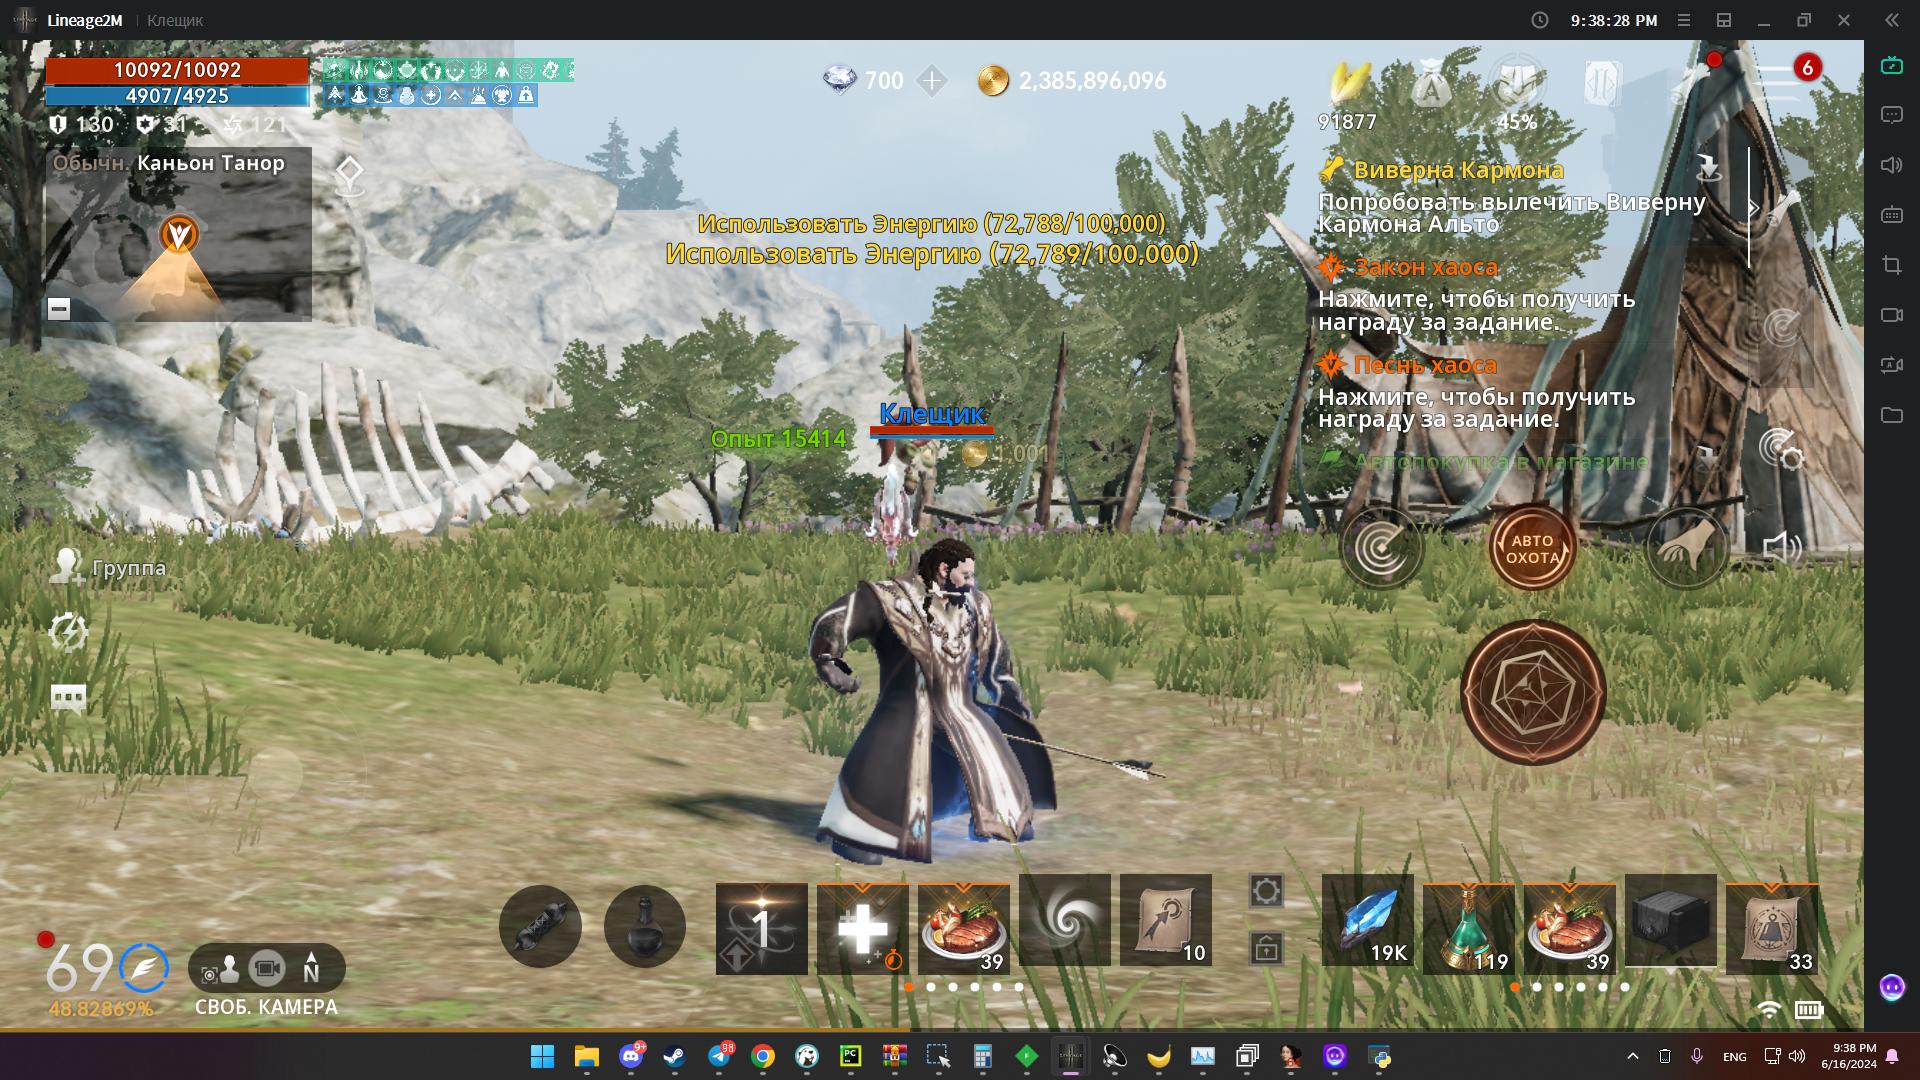 Lineage2M
Клещик
9:38:28 PM
10092/10092
4907/4925
130
31
121
700
2,385,896,096
91877
45%
6
Обычн. Каньон Танор
Использовать Энергию (72,788/100,000)
Использовать Энергию (72,789/100,000)
Виверна Кармона
Попробовать вылечить Виверну
Кармона Альто
Закон хаоса
Нажмите, чтобы получить
награду за задание.
Песнь хаоса
Нажмите, чтобы получить
награду за задание.
Автопокупка в магазине
Клещик
Опыт 15414
1,001
АВТО
ОХОТА
Группа
1
39
10
19K
119
39
33
69
48.82869%
N
СВОБ. КАМЕРА
9+
98
PC
ENG
9:38 PM
6/16/2024